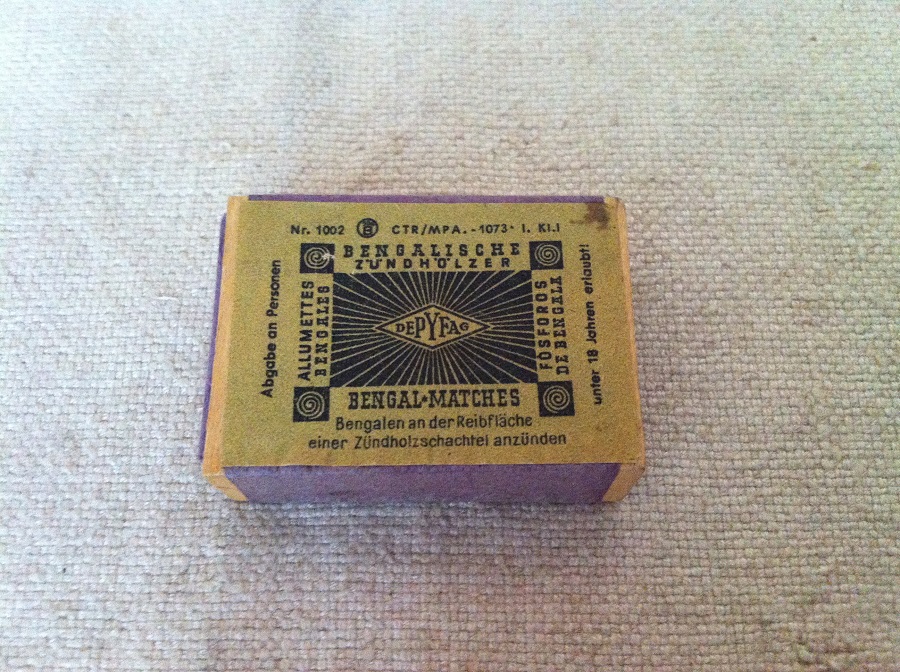 Nr. 1002 CTR/MPA.-1073· I. Kl.I
BENGALISCHE
ZÜNDHÖLZER
Abgabe an Personen
ALLUMETTES
BENGALES
DEPYFAG
FÓSFOROS
DE BENGALA
unter 18 Jahren erlaubt!
BENGAL★MATCHES
Bengalen an der Reibfläche
einer Zündholzschachtel anzünden